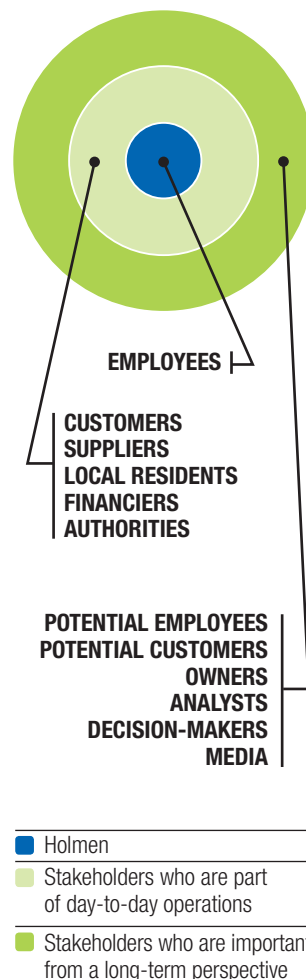 EMPLOYEES
CUSTOMERS
SUPPLIERS
LOCAL RESIDENTS
FINANCIERS
AUTHORITIES
POTENTIAL EMPLOYEES
POTENTIAL CUSTOMERS
OWNERS
ANALYSTS
DECISION-MAKERS
MEDIA
Holmen
Stakeholders who are part
of day-to-day operations
Stakeholders who are important
from a long-term perspective